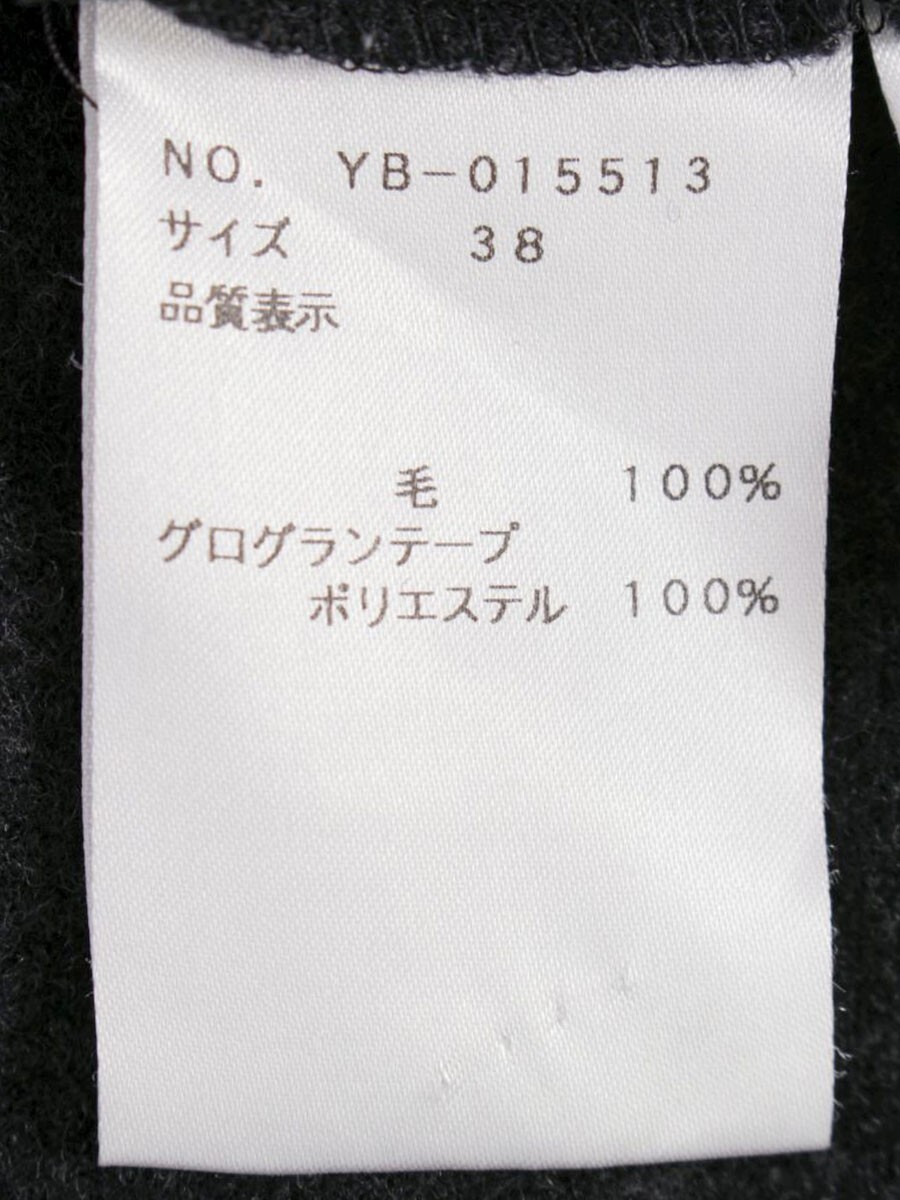 NO. YB-015513
サイズ 38
品質表示
毛 100%
グログランテープ
ポリエステル 100%